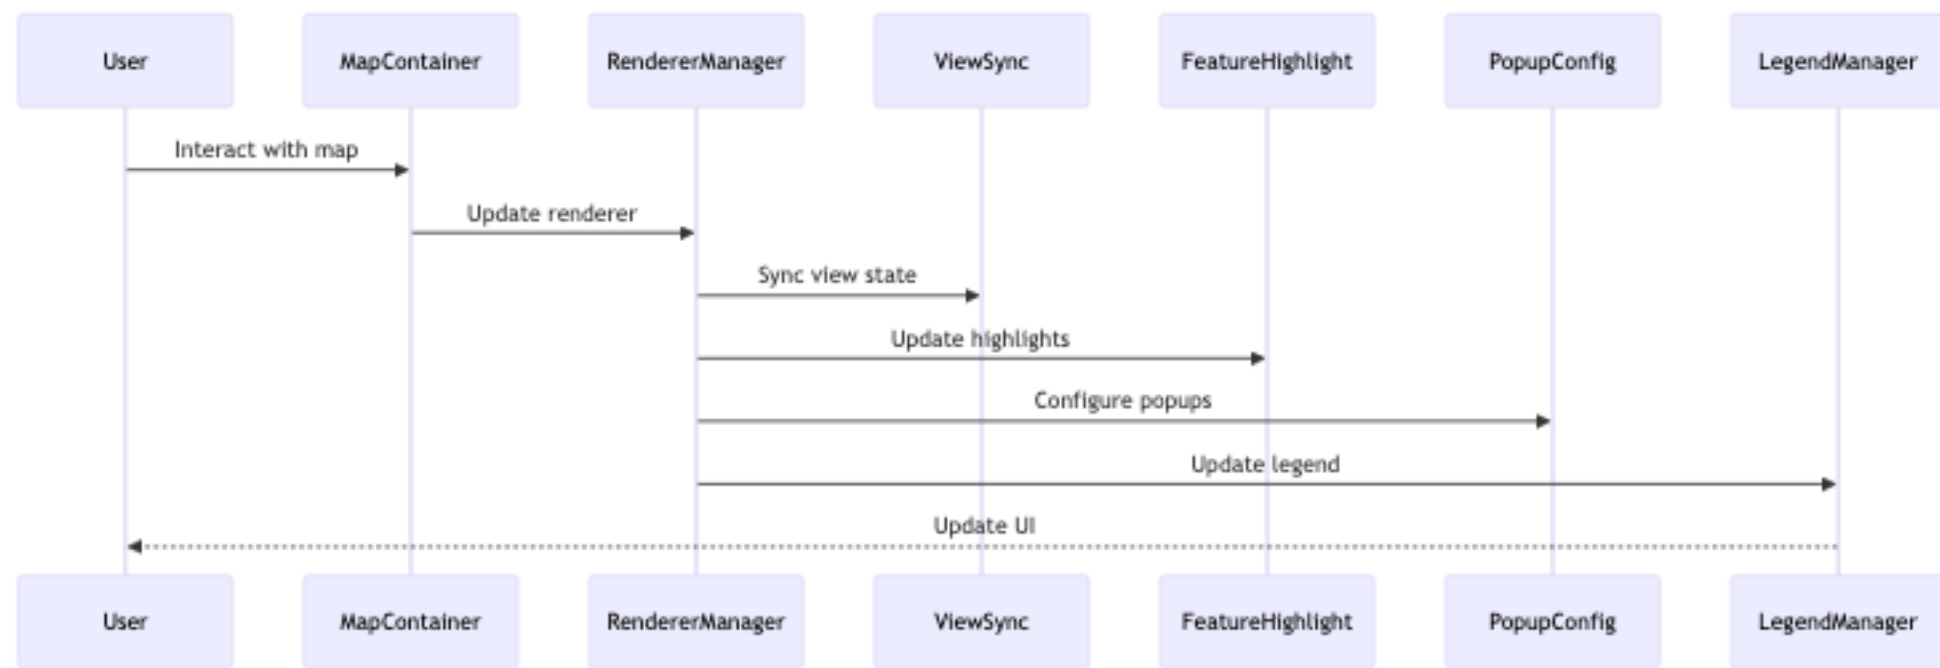 User
MapContainer
RendererManager
ViewSync
FeatureHighlight
PopupConfig
LegendManager
Interact with map
Update renderer
Sync view state
Update highlights
Configure popups
Update legend
Update UI
User
MapContainer
RendererManager
ViewSync
FeatureHighlight
PopupConfig
LegendManager